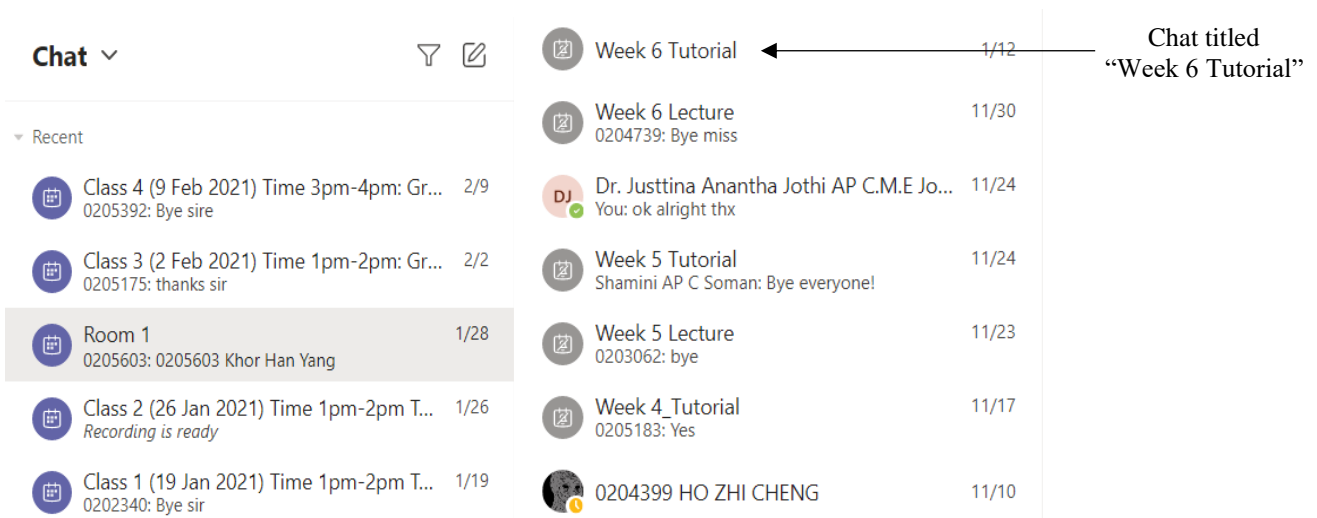 Chat
Recent
Class 4 (9 Feb 2021) Time 3pm-4pm: Gr... 2/9
0205392: Bye sire
Class 3 (2 Feb 2021) Time 1pm-2pm: Gr... 2/2
0205175: thanks sir
Room 1 1/28
0205603: 0205603 Khor Han Yang
Class 2 (26 Jan 2021) Time 1pm-2pm T... 1/26
Recording is ready
Class 1 (19 Jan 2021) Time 1pm-2pm T... 1/19
0202340: Bye sir
Week 6 Tutorial 1/12
Week 6 Lecture 11/30
0204739: Bye miss
DJ Dr. Justtina Anantha Jothi AP C.M.E Jo... 11/24
You: ok alright thx
Week 5 Tutorial 11/24
Shamini AP C Soman: Bye everyone!
Week 5 Lecture 11/23
0203062: bye
Week 4_Tutorial 11/17
0205183: Yes
0204399 HO ZHI CHENG 11/10
Chat titled
“Week 6 Tutorial”